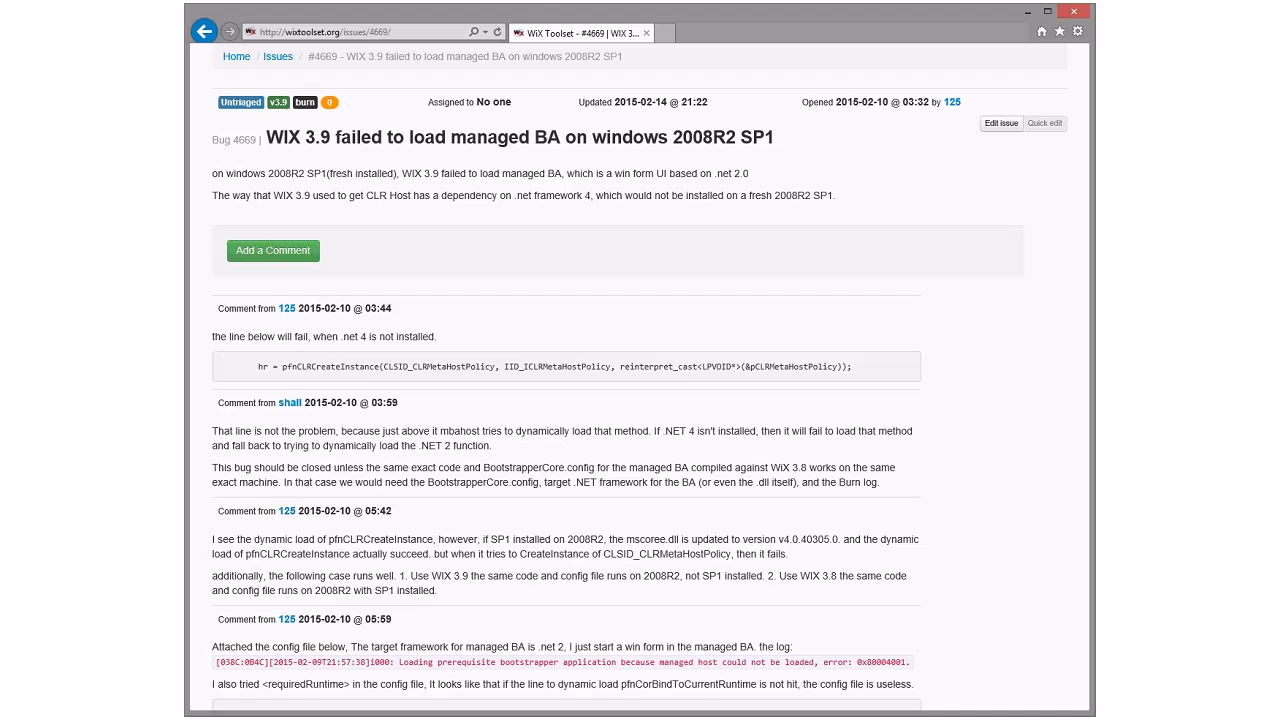 http://wixtoolset.org/issues/4669/
WiX Toolset - #4669 | WIX 3...
Home / Issues / #4669 - WIX 3.9 failed to load managed BA on windows 2008R2 SP1
Untriaged v3.9 burn 0 Assigned to No one Updated 2015-02-14 @ 21:22 Opened 2015-02-10 @ 03:32 by 125
Edit issue Quick edit
Bug 4669 | WIX 3.9 failed to load managed BA on windows 2008R2 SP1
on windows 2008R2 SP1(fresh installed), WIX 3.9 failed to load managed BA, which is a win form UI based on .net 2.0
The way that WIX 3.9 used to get CLR Host has a dependency on .net framework 4, which would not be installed on a fresh 2008R2 SP1.
Add a Comment
Comment from 125 2015-02-10 @ 03:44
the line below will fail, when .net 4 is not installed.
hr = pfnCLRCreateInstance(CLSID_CLRMetaHostPolicy, IID_ICLRMetaHostPolicy, reinterpret_cast<LPVOID*>(&pCLRMetaHostPolicy));
Comment from shall 2015-02-10 @ 03:59
That line is not the problem, because just above it mbahost tries to dynamically load that method. If .NET 4 isn't installed, then it will fail to load that method
and fall back to trying to dynamically load the .NET 2 function.
This bug should be closed unless the same exact code and BootstrapperCore.config for the managed BA compiled against WiX 3.8 works on the same
exact machine. In that case we would need the BootstrapperCore.config, target .NET framework for the BA (or even the .dll itself), and the Burn log.
Comment from 125 2015-02-10 @ 05:42
I see the dynamic load of pfnCLRCreateInstance, however, if SP1 installed on 2008R2, the mscoree.dll is updated to version v4.0.40305.0. and the dynamic
load of pfnCLRCreateInstance actually succeed. but when it tries to CreateInstance of CLSID_CLRMetaHostPolicy, then it fails.
additionally, the following case runs well. 1. Use WIX 3.9 the same code and config file runs on 2008R2, not SP1 installed. 2. Use WIX 3.8 the same code
and config file runs on 2008R2 with SP1 installed.
Comment from 125 2015-02-10 @ 05:59
Attached the config file below, The target framework for managed BA is .net 2, I just start a win form in the managed BA. the log:
[038C:0B4C][2015-02-09T21:57:38]i000: Loading prerequisite bootstrapper application because managed host could not be loaded, error: 0x80004001.
I also tried <requiredRuntime> in the config file, It looks like that if the line to dynamic load pfnCorBindToCurrentRuntime is not hit, the config file is useless.